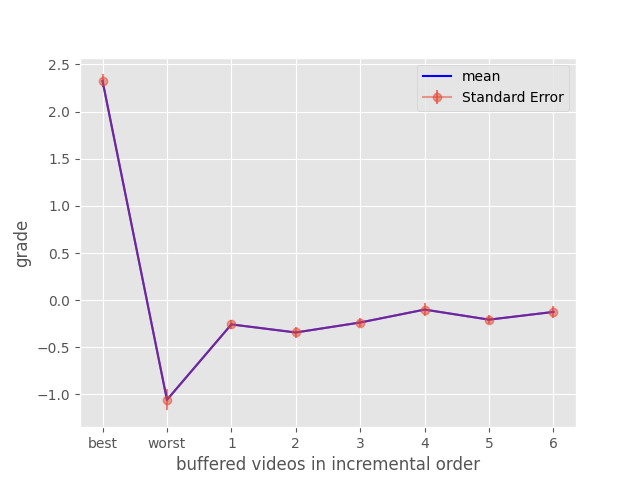 mean
Standard Error
2.5
2.0
1.5
1.0
0.5
0.0
−0.5
−1.0
grade
best worst 1 2 3 4 5 6
buffered videos in incremental order